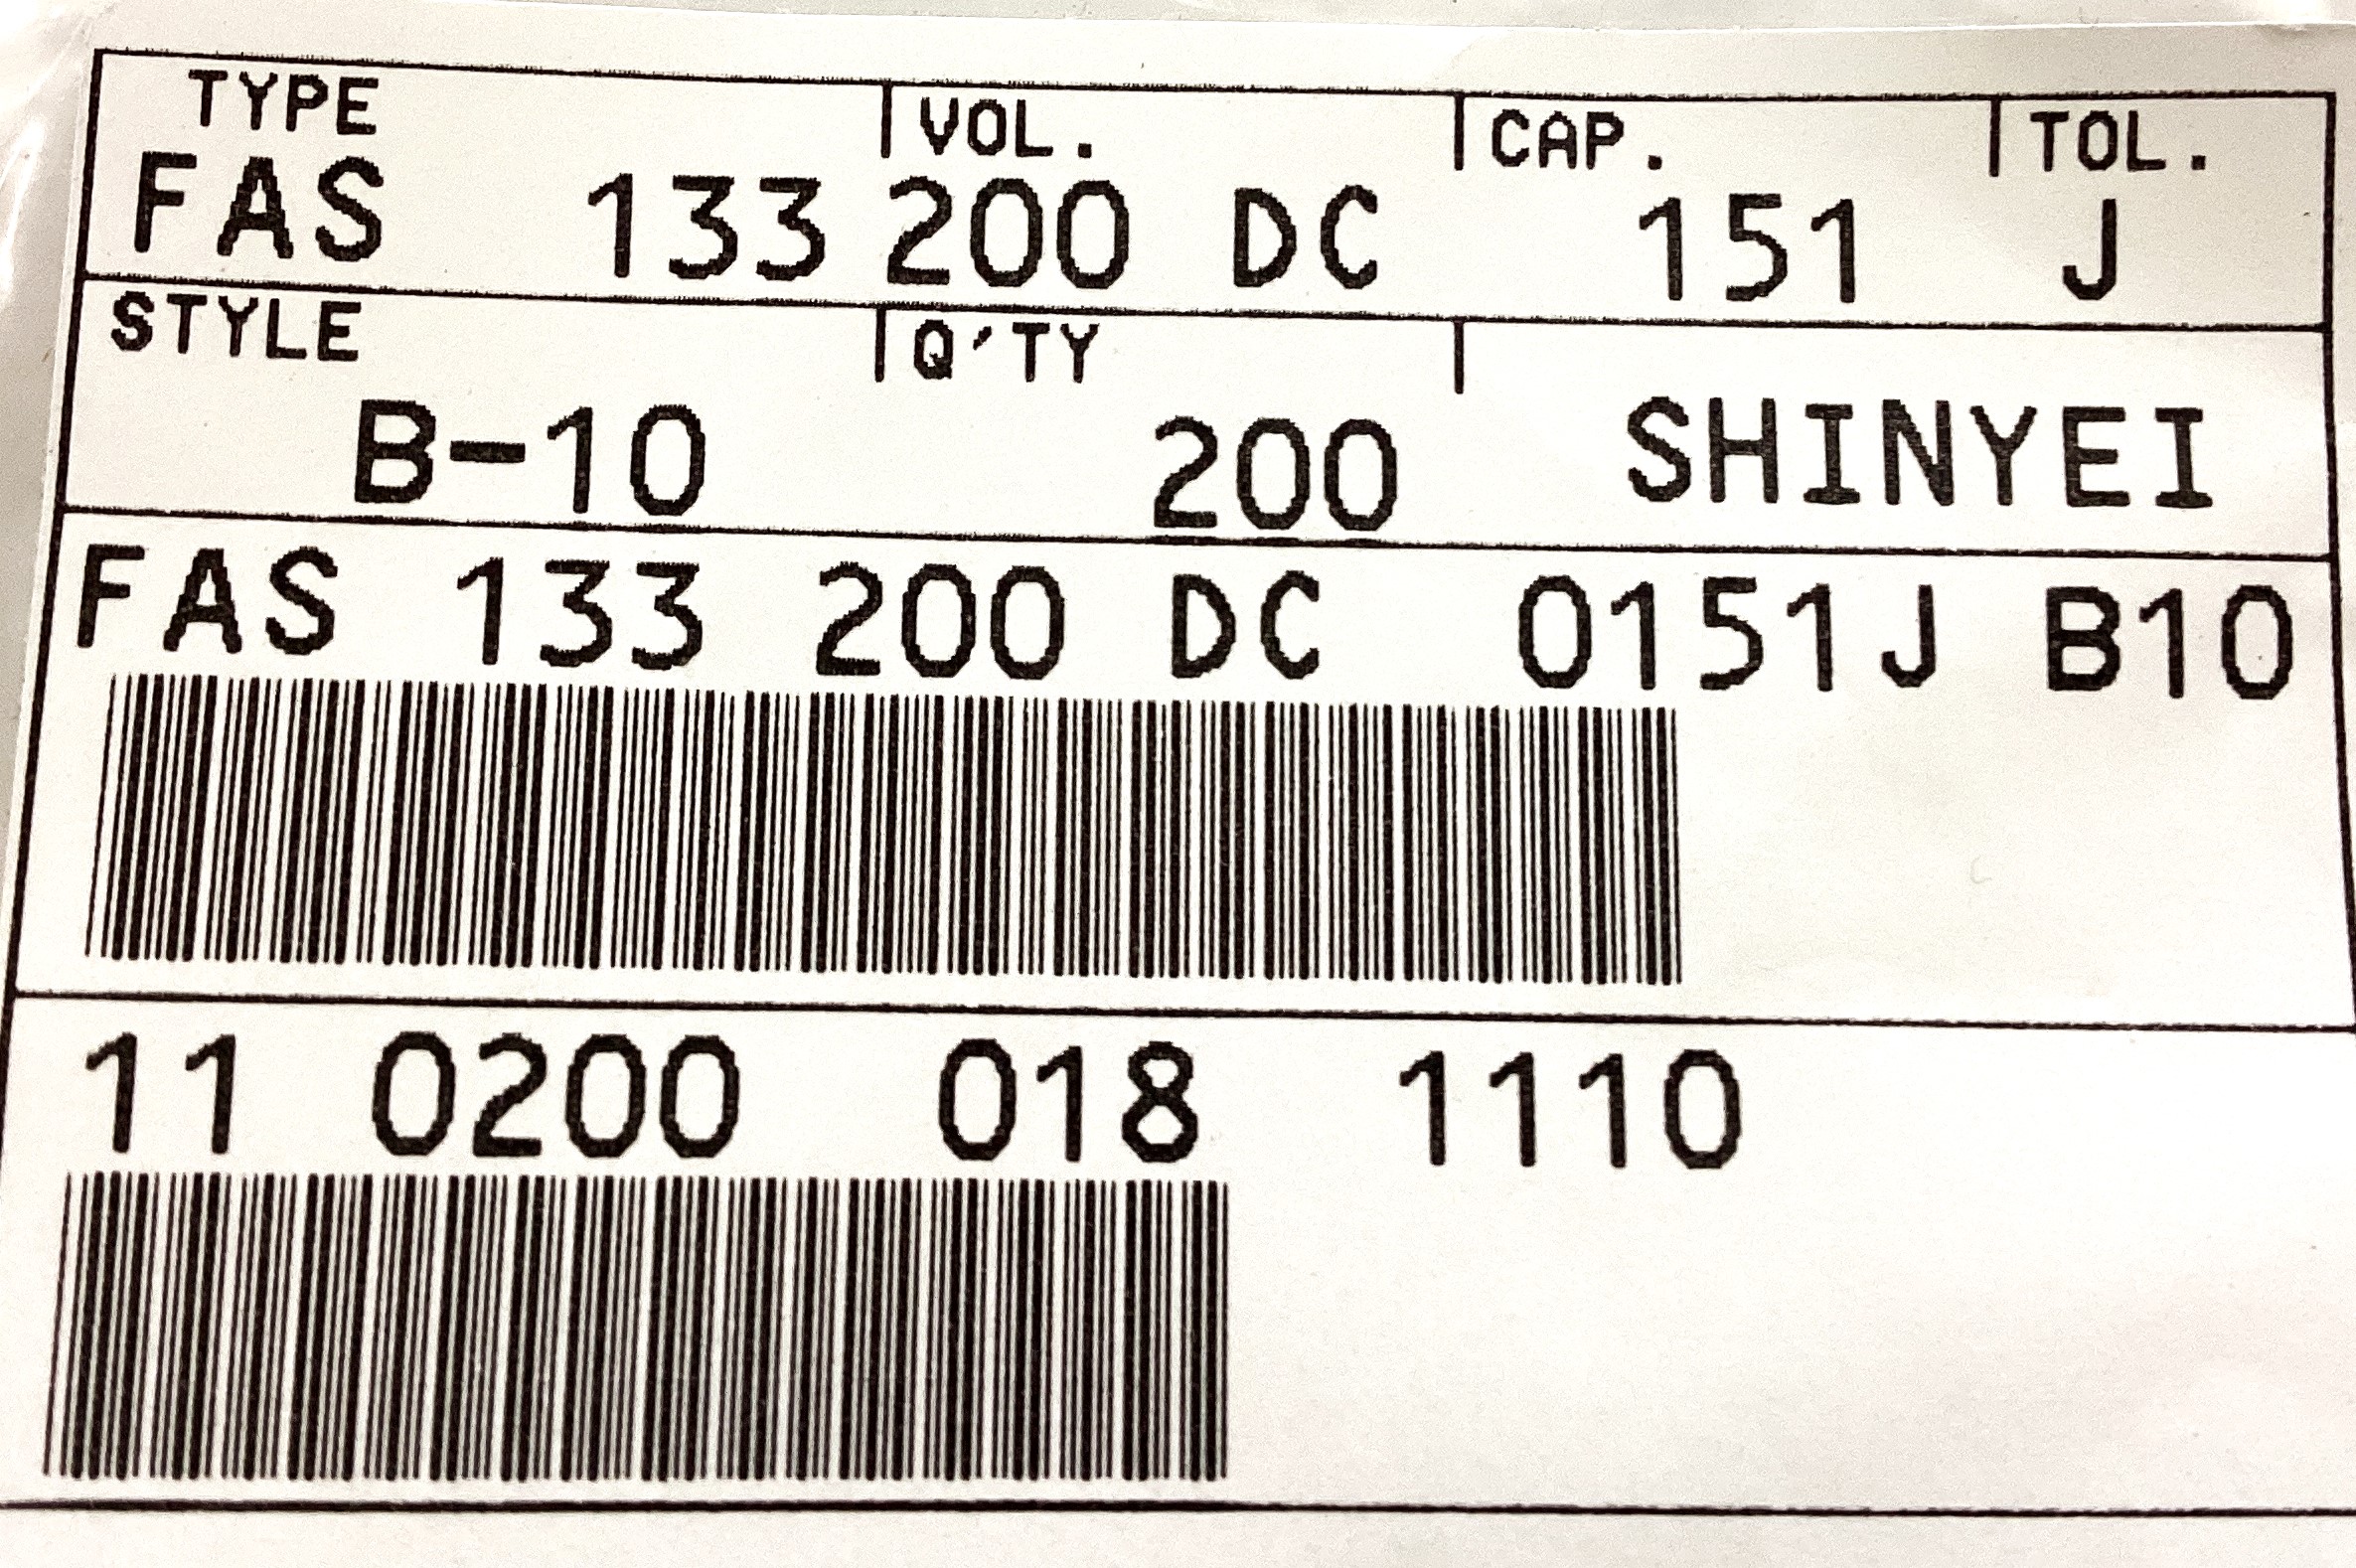 TYPE VOL. CAP. TOL.
FAS 133 200 DC 151 J
STYLE Q'TY
B-10 200 SHINYEI
FAS 133 200 DC 0151J B10
11 0200 018 1110